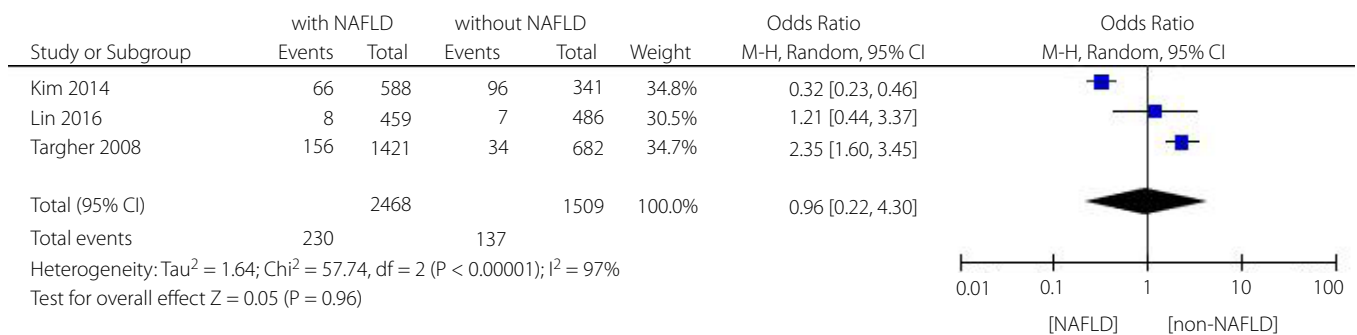 with NAFLD without NAFLD Odds Ratio Odds Ratio
Study or Subgroup Events Total Events Total Weight M-H, Random, 95% CI M-H, Random, 95% CI
Kim 2014 66 588 96 341 34.8% 0.32 [0.23, 0.46]
Lin 2016 8 459 7 486 30.5% 1.21 [0.44, 3.37]
Targher 2008 156 1421 34 682 34.7% 2.35 [1.60, 3.45]
Total (95% CI) 2468 1509 100.0% 0.96 [0.22, 4.30]
Total events 230 137
Heterogeneity: Tau² = 1.64; Chi² = 57.74, df = 2 (P < 0.00001); I² = 97%
Test for overall effect Z = 0.05 (P = 0.96)
0.01 0.1 1 10 100
[NAFLD] [non-NAFLD]